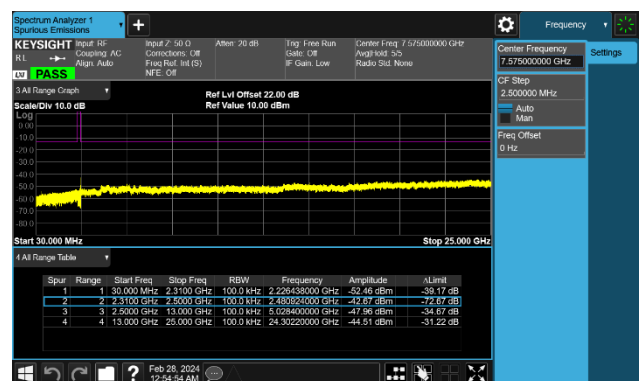 Spectrum Analyzer 1
Spurious Emissions
+
Frequency
KEYSIGHT Input: RF
Coupling: AC
Align: Auto
Input Z: 50 Ω
Corrections: Off
Freq Ref: Int (S)
NFE: Off
Atten: 20 dB
Trig: Free Run
Gate: Off
IF Gain: Low
Center Freq: 7.575000000 GHz
Avg|Hold: 5/5
Radio Std: None
R L
LW PASS
Center Frequency
7.575000000 GHz
Settings
CF Step
2.500000 MHz
Auto
Man
Freq Offset
0 Hz
3 All Range Graph
Scale/Div 10.0 dB
Ref Lvl Offset 22.00 dB
Ref Value 10.00 dBm
Log
0.00
-10.0
-20.0
-30.0
-40.0
-50.0
-60.0
-70.0
-80.0
Start 30.000 MHz
Stop 25.000 GHz
4 All Range Table
Spur Range Start Freq Stop Freq RBW Frequency Amplitude ΔLimit
1 1 30.000 MHz 2.3100 GHz 100.0 kHz 2.226438000 GHz -52.46 dBm -39.17 dB
2 2 2.3100 GHz 2.5000 GHz 100.0 kHz 2.480924000 GHz -42.67 dBm -72.67 dB
3 3 2.5000 GHz 13.000 GHz 100.0 kHz 5.028400000 GHz -47.96 dBm -34.67 dB
4 4 13.000 GHz 25.000 GHz 100.0 kHz 24.30220000 GHz -44.51 dBm -31.22 dB
?
Feb 28, 2024
12:54:54 AM